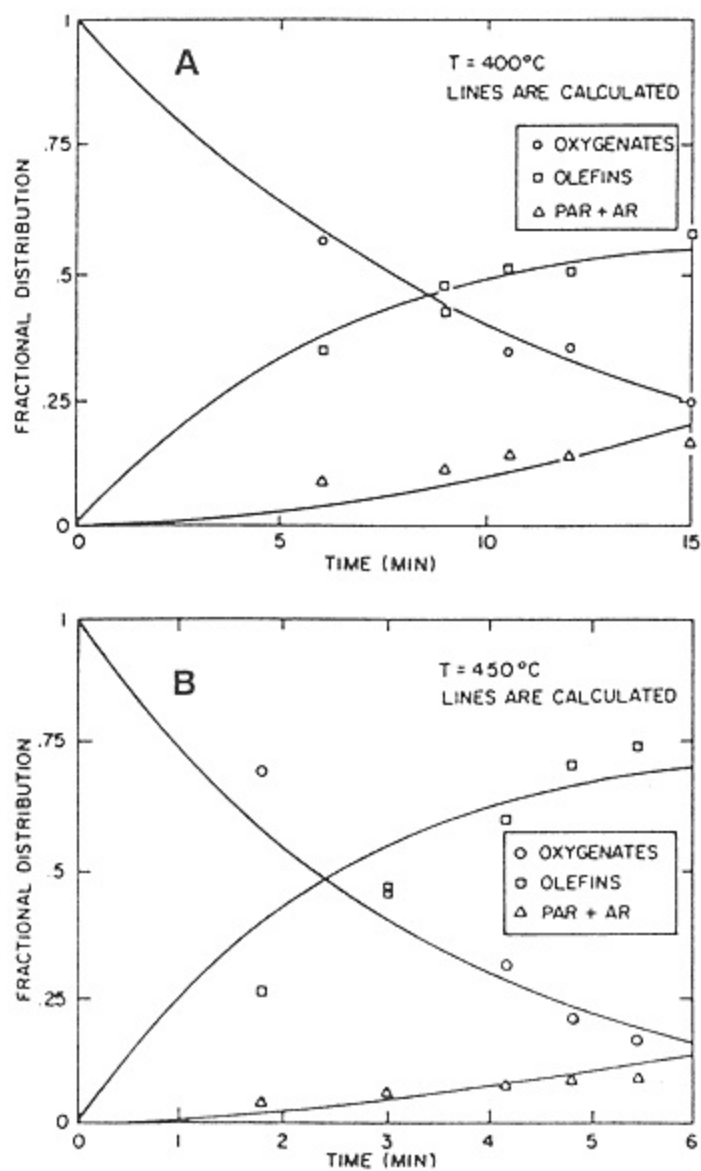 1
A
T = 400°C
LINES ARE CALCULATED
.75
OXYGENATES
OLEFINS
PAR + AR
.5
.25
0
FRACTIONAL DISTRIBUTION
0 5 10 15
TIME (MIN)
1
B
T = 450°C
LINES ARE CALCULATED
.75
.5
OXYGENATES
OLEFINS
PAR + AR
.25
0
FRACTIONAL DISTRIBUTION
0 1 2 3 4 5 6
TIME (MIN)